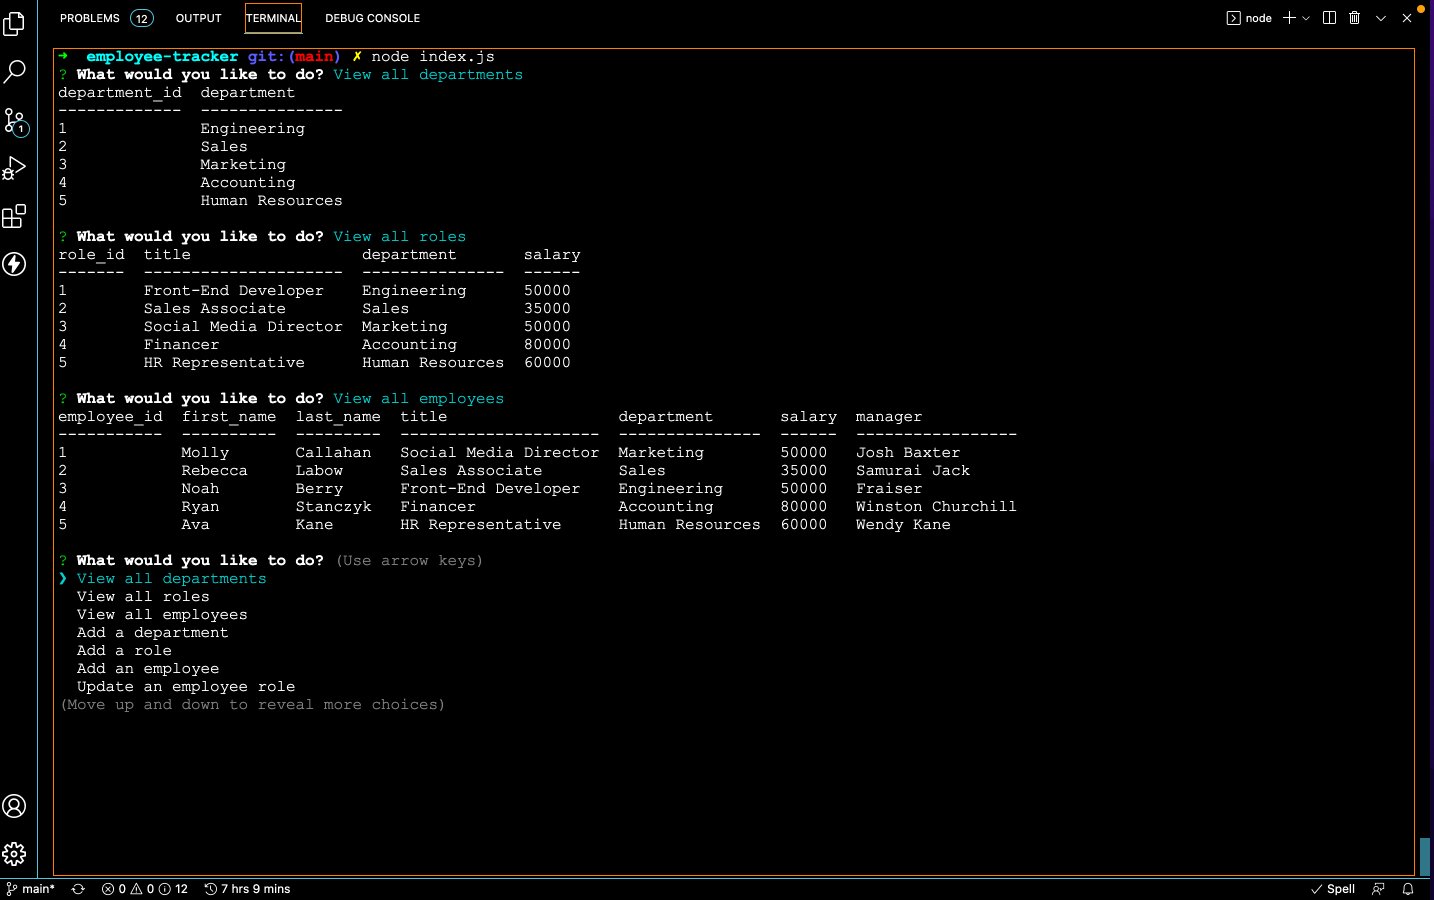 PROBLEMS 12 OUTPUT TERMINAL DEBUG CONSOLE node
➜ employee-tracker git:(main) ✗ node index.js
? What would you like to do? View all departments
department_id  department
-------------  ---------------
1              Engineering
2              Sales
3              Marketing
4              Accounting
5              Human Resources
? What would you like to do? View all roles
role_id  title                  department       salary
-------  ---------------------  ---------------  ------
1        Front-End Developer    Engineering      50000
2        Sales Associate        Sales            35000
3        Social Media Director  Marketing        50000
4        Financer               Accounting       80000
5        HR Representative      Human Resources  60000
? What would you like to do? View all employees
employee_id  first_name  last_name  title                  department       salary  manager
-----------  ----------  ---------  ---------------------  ---------------  ------  -----------------
1            Molly       Callahan   Social Media Director  Marketing        50000   Josh Baxter
2            Rebecca     Labow      Sales Associate        Sales            35000   Samurai Jack
3            Noah        Berry      Front-End Developer    Engineering      50000   Fraiser
4            Ryan        Stanczyk   Financer               Accounting       80000   Winston Churchill
5            Ava         Kane       HR Representative      Human Resources  60000   Wendy Kane
? What would you like to do? (Use arrow keys)
❯ View all departments
View all roles
View all employees
Add a department
Add a role
Add an employee
Update an employee role
(Move up and down to reveal more choices)
1
main* 0 0 12 7 hrs 9 mins Spell